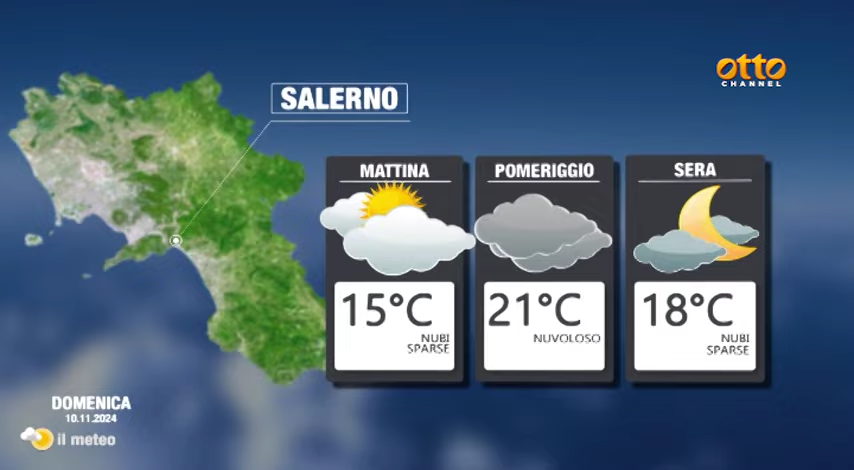 otto
CHANNEL
SALERNO
MATTINA
15°C
NUBI
SPARSE
POMERIGGIO
21°C
NUVOLOSO
SERA
18°C
NUBI
SPARSE
DOMENICA
10.11.2024
il meteo